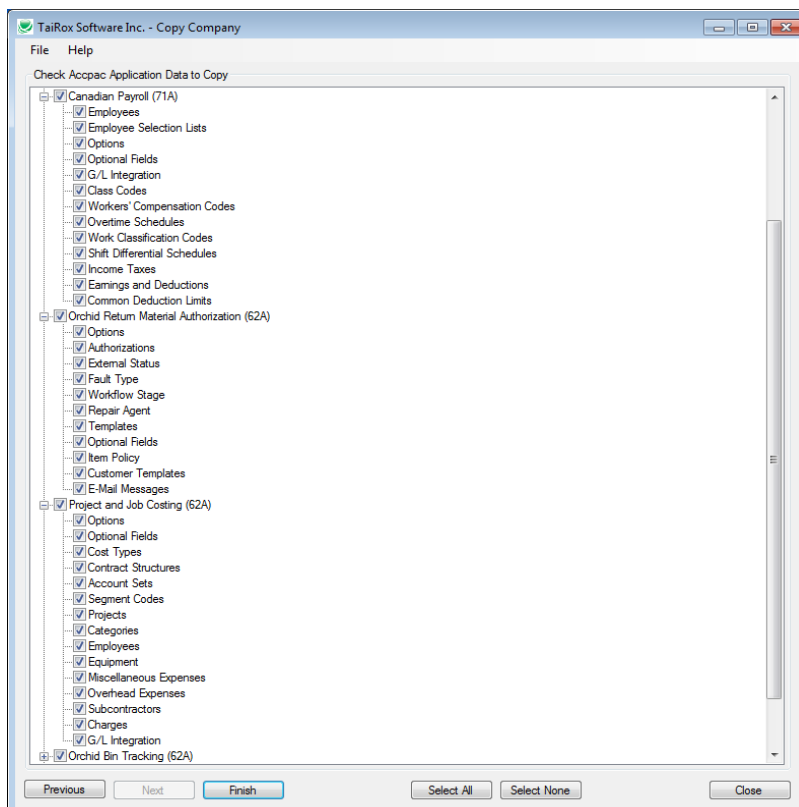 TaiRox Software Inc. - Copy Company
File Help
Check Accpac Application Data to Copy
Canadian Payroll (71A)
Employees
Employee Selection Lists
Options
Optional Fields
G/L Integration
Class Codes
Workers' Compensation Codes
Overtime Schedules
Work Classification Codes
Shift Differential Schedules
Income Taxes
Earnings and Deductions
Common Deduction Limits
Orchid Return Material Authorization (62A)
Options
Authorizations
External Status
Fault Type
Workflow Stage
Repair Agent
Templates
Optional Fields
Item Policy
Customer Templates
E-Mail Messages
Project and Job Costing (62A)
Options
Optional Fields
Cost Types
Contract Structures
Account Sets
Segment Codes
Projects
Categories
Employees
Equipment
Miscellaneous Expenses
Overhead Expenses
Subcontractors
Charges
G/L Integration
Orchid Bin Tracking (62A)
Previous Next Finish Select All Select None Close